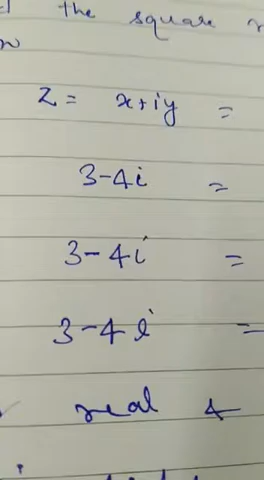 the square
z = x+iy =
3-4i =
3-4i =
3-4i =
real &